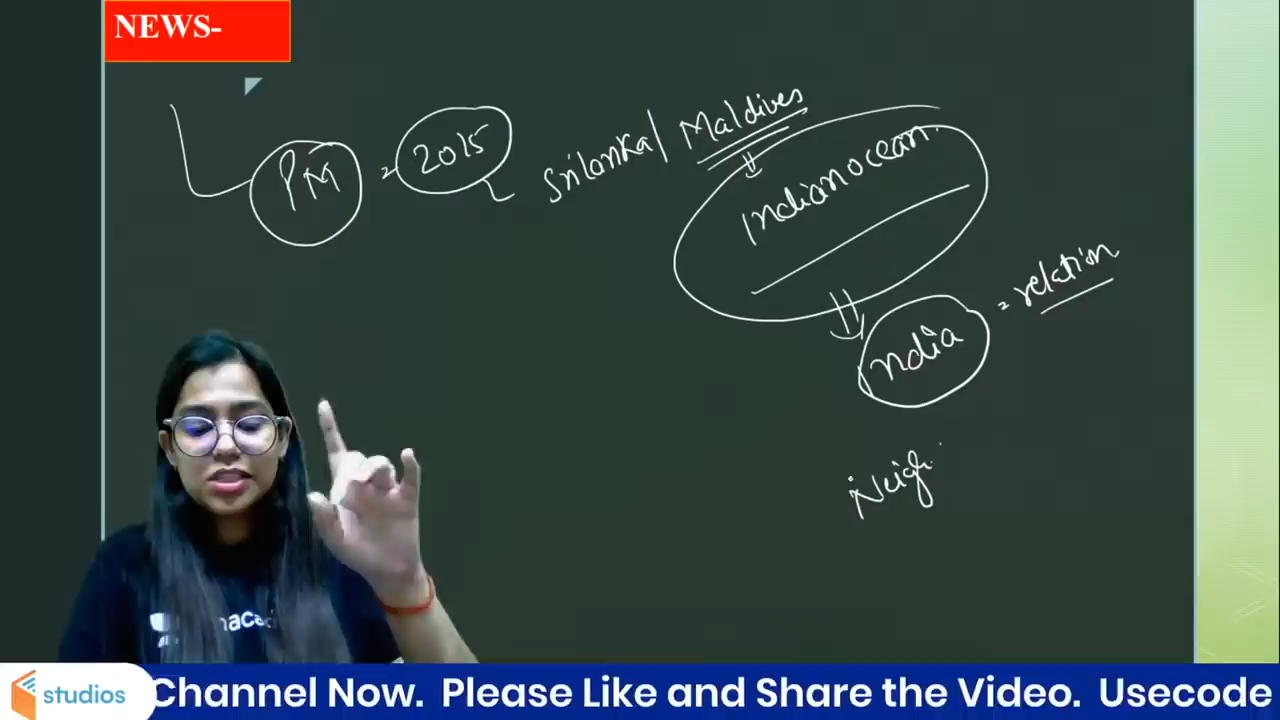 NEWS-
PM = 2015
Srilanka/ Maldives
Indian ocean
India = relation
Neigh
studios
Channel Now. Please Like and Share the Video. Usecode